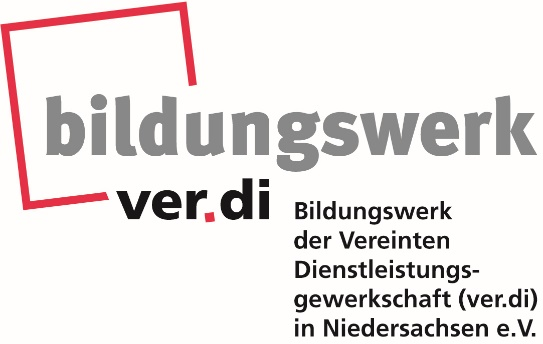 bildungswerk
ver.di
Bildungswerk
der Vereinten
Dienstleistungs-
gewerkschaft (ver.di)
in Niedersachsen e.V.